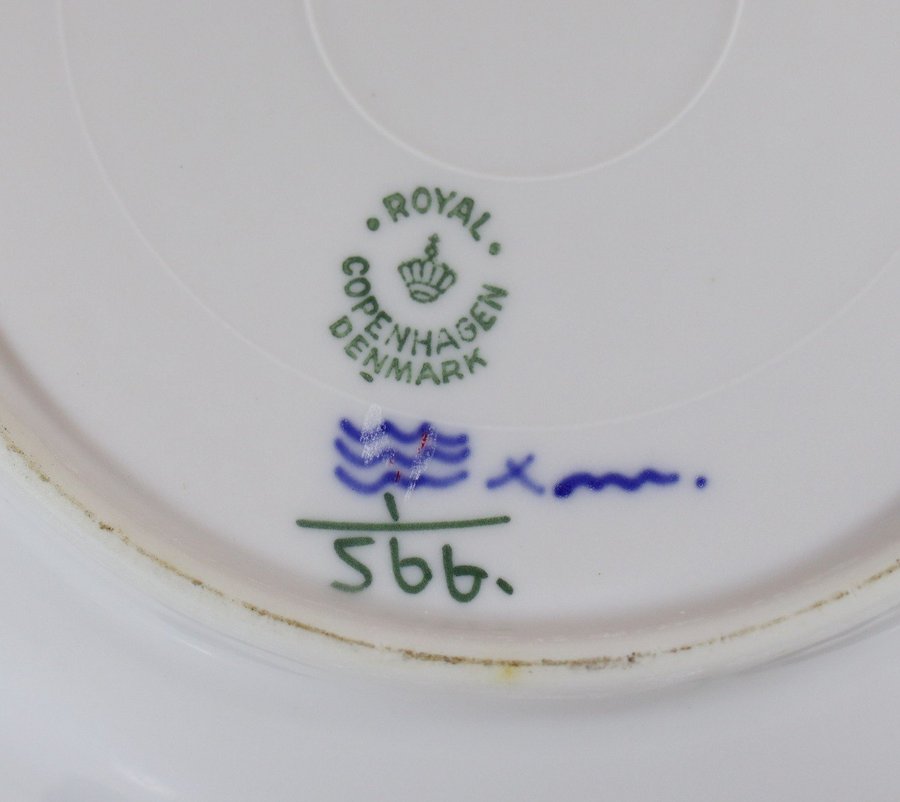 ROYAL
COPENHAGEN
DENMARK
1
566.